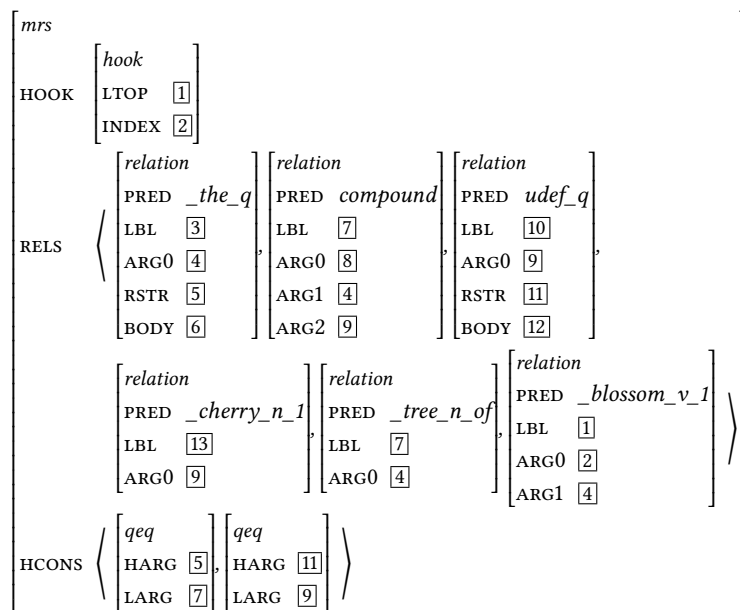 mrs
HOOK hook
LTOP 1
INDEX 2
RELS ⟨ relation
PRED _the_q
LBL 3
ARG0 4
RSTR 5
BODY 6 ,
relation
PRED compound
LBL 7
ARG0 8
ARG1 4
ARG2 9 ,
relation
PRED udef_q
LBL 10
ARG0 9
RSTR 11
BODY 12 ,
relation
PRED _cherry_n_1
LBL 13
ARG0 9 ,
relation
PRED _tree_n_of
LBL 7
ARG0 4 ,
relation
PRED _blossom_v_1
LBL 1
ARG0 2
ARG1 4 ⟩
HCONS ⟨ qeq
HARG 5
LARG 7 ,
qeq
HARG 11
LARG 9 ⟩